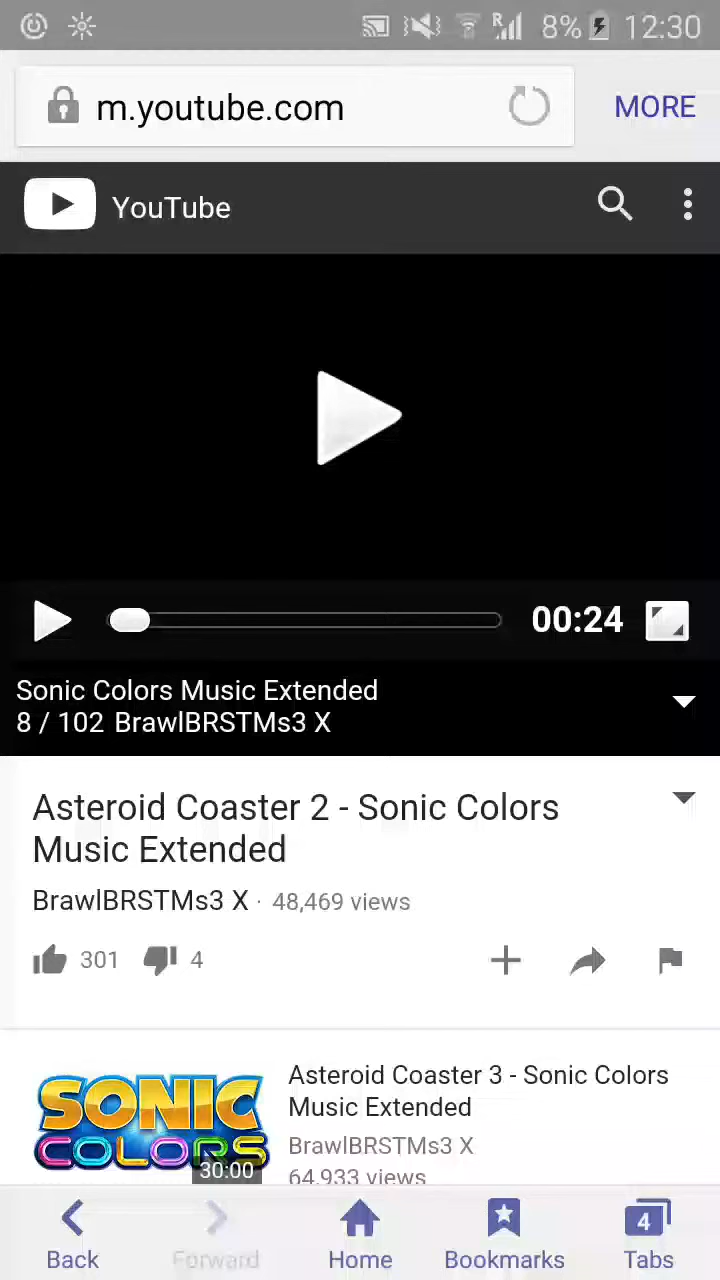 R 8% 12:30
m.youtube.com MORE
YouTube
00:24
Sonic Colors Music Extended
8 / 102 BrawlBRSTMs3 X
Asteroid Coaster 2 - Sonic Colors
Music Extended
BrawlBRSTMs3 X · 48,469 views
301 4
Asteroid Coaster 3 - Sonic Colors
Music Extended
BrawlBRSTMs3 X
64,933 views
SONIC
COLORS
30:00
4
Back Forward Home Bookmarks Tabs